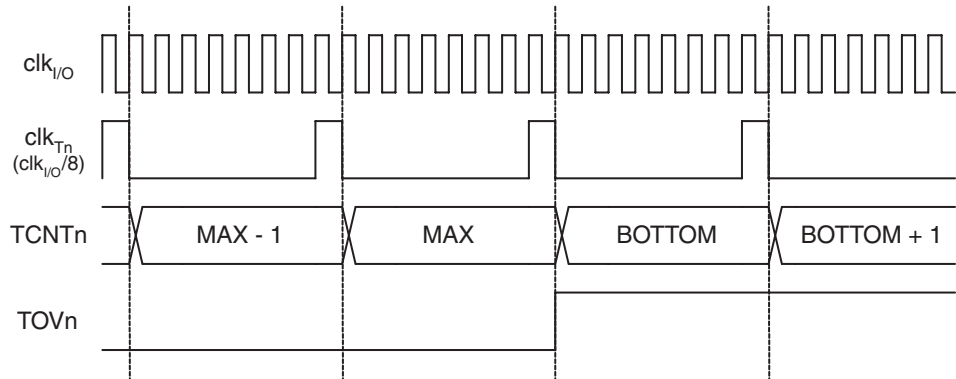 clkI/O
clkTn
(clkI/O/8)
TCNTn MAX - 1 MAX BOTTOM BOTTOM + 1
TOVn